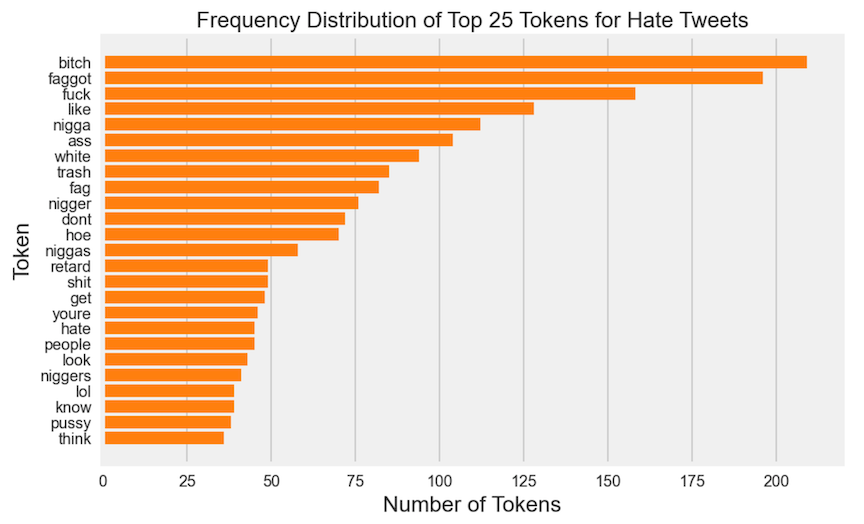 Frequency Distribution of Top 25 Tokens for Hate Tweets
Token
bitch
faggot
fuck
like
nigga
ass
white
trash
fag
nigger
dont
hoe
niggas
retard
shit
get
youre
hate
people
look
niggers
lol
know
pussy
think
0 25 50 75 100 125 150 175 200
Number of Tokens